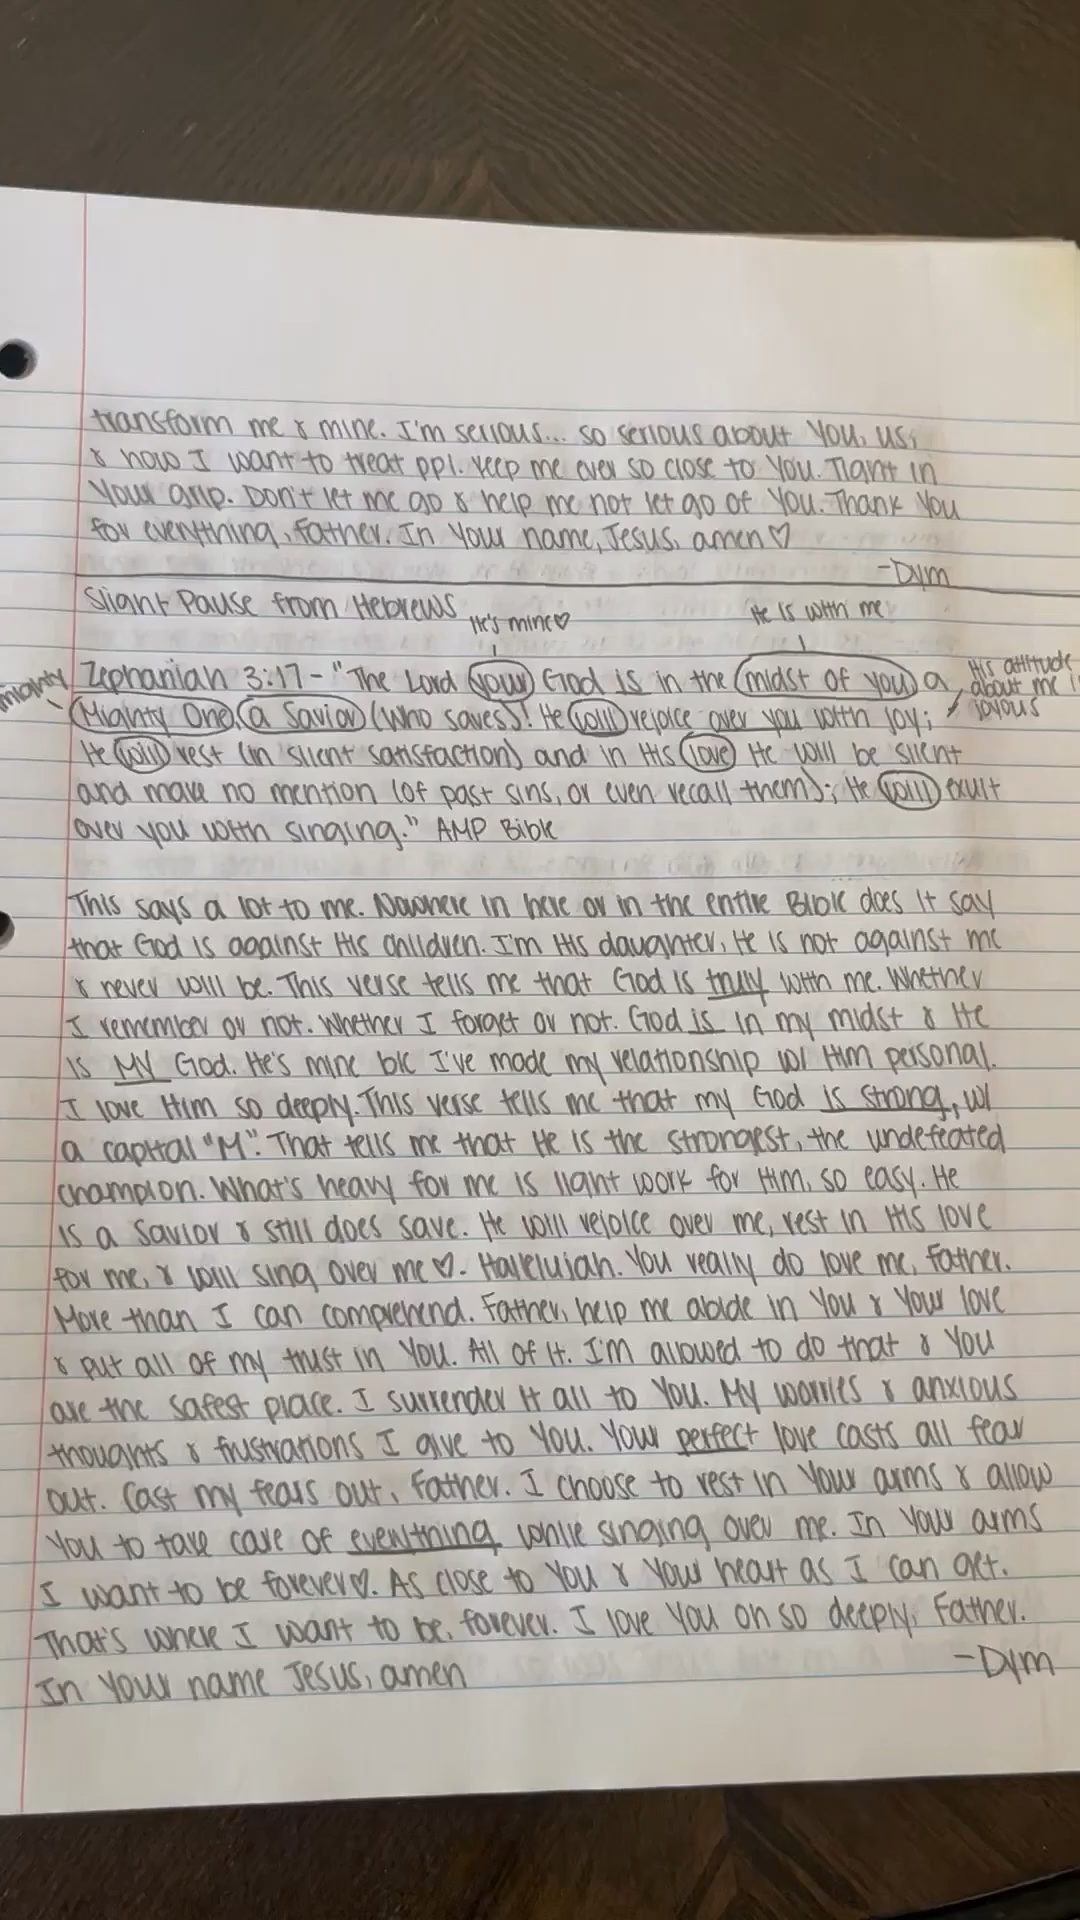 transform me & mine. I'm serious... so serious about You, us,
& how I want to treat ppl. Keep me ever so close to You. Tight in
Your grip. Don't let me go & help me not let go of You. Thank You
for everything, Father. In Your name, Jesus, amen♡
-Dym
Slight Pause from Hebrews
He's mine♡
He is with me
mighty
Zephaniah 3:17 - "The Lord your God is in the midst of you, a
His attitude
about me is
joyous
Mighty One, a Savior (who saves)! He will rejoice over you with joy;
He will rest (in silent satisfaction) and in His love He will be silent
and make no mention (of past sins, or even recall them); He will exult
over you with singing." AMP Bible
This says a lot to me. Nowhere in here or in the entire Bible does it say
that God is against His children. I'm His daughter, He is not against me
& never will be. This verse tells me that God is truly with me. Whether
I remember or not. Whether I forget or not. God is in my midst & He
is MY God. He's mine b/c I've made my relationship w/ Him personal.
I love Him so deeply. This verse tells me that my God is strong, w/
a capital "M". That tells me that He is the strongest, the undefeated
champion. What's heavy for me is light work for Him, so easy. He
is a Savior & still does save. He will rejoice over me, rest in His love
for me, & will sing over me♡. Hallelujah. You really do love me, Father.
More than I can comprehend. Father, help me abide in You & Your love
& put all of my trust in You. All of it. I'm allowed to do that & You
are the safest place. I surrender it all to You. My worries & anxious
thoughts & frustrations I give to You. Your perfect love casts all fear
out. Cast my fears out, Father. I choose to rest in Your arms & allow
You to take care of everything while singing over me. In Your arms
I want to be forever♡. As close to You & Your heart as I can get.
That's where I want to be, forever. I love You oh so deeply, Father.
In Your name Jesus, amen
-Dym